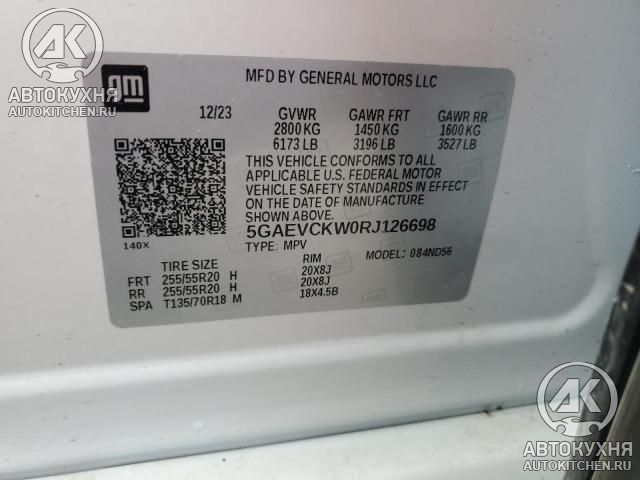 gm
MFD BY GENERAL MOTORS LLC
12/23 GVWR GAWR FRT GAWR RR
2800 KG 1450 KG 1600 KG
6173 LB 3196 LB 3527 LB
THIS VEHICLE CONFORMS TO ALL
APPLICABLE U.S. FEDERAL MOTOR
VEHICLE SAFETY STANDARDS IN EFFECT
ON THE DATE OF MANUFACTURE
SHOWN ABOVE.
5GAEVCKW0RJ126698
140X
TYPE: MPV MODEL: 084ND56
TIRE SIZE RIM
FRT 255/55R20 H 20X8J
RR 255/55R20 H 20X8J
SPA T135/70R18 M 18X4.5B
АК
АВТОКУХНЯ
AUTOKITCHEN.RU
АК
АВТОКУХНЯ
AUTOKITCHEN.RU